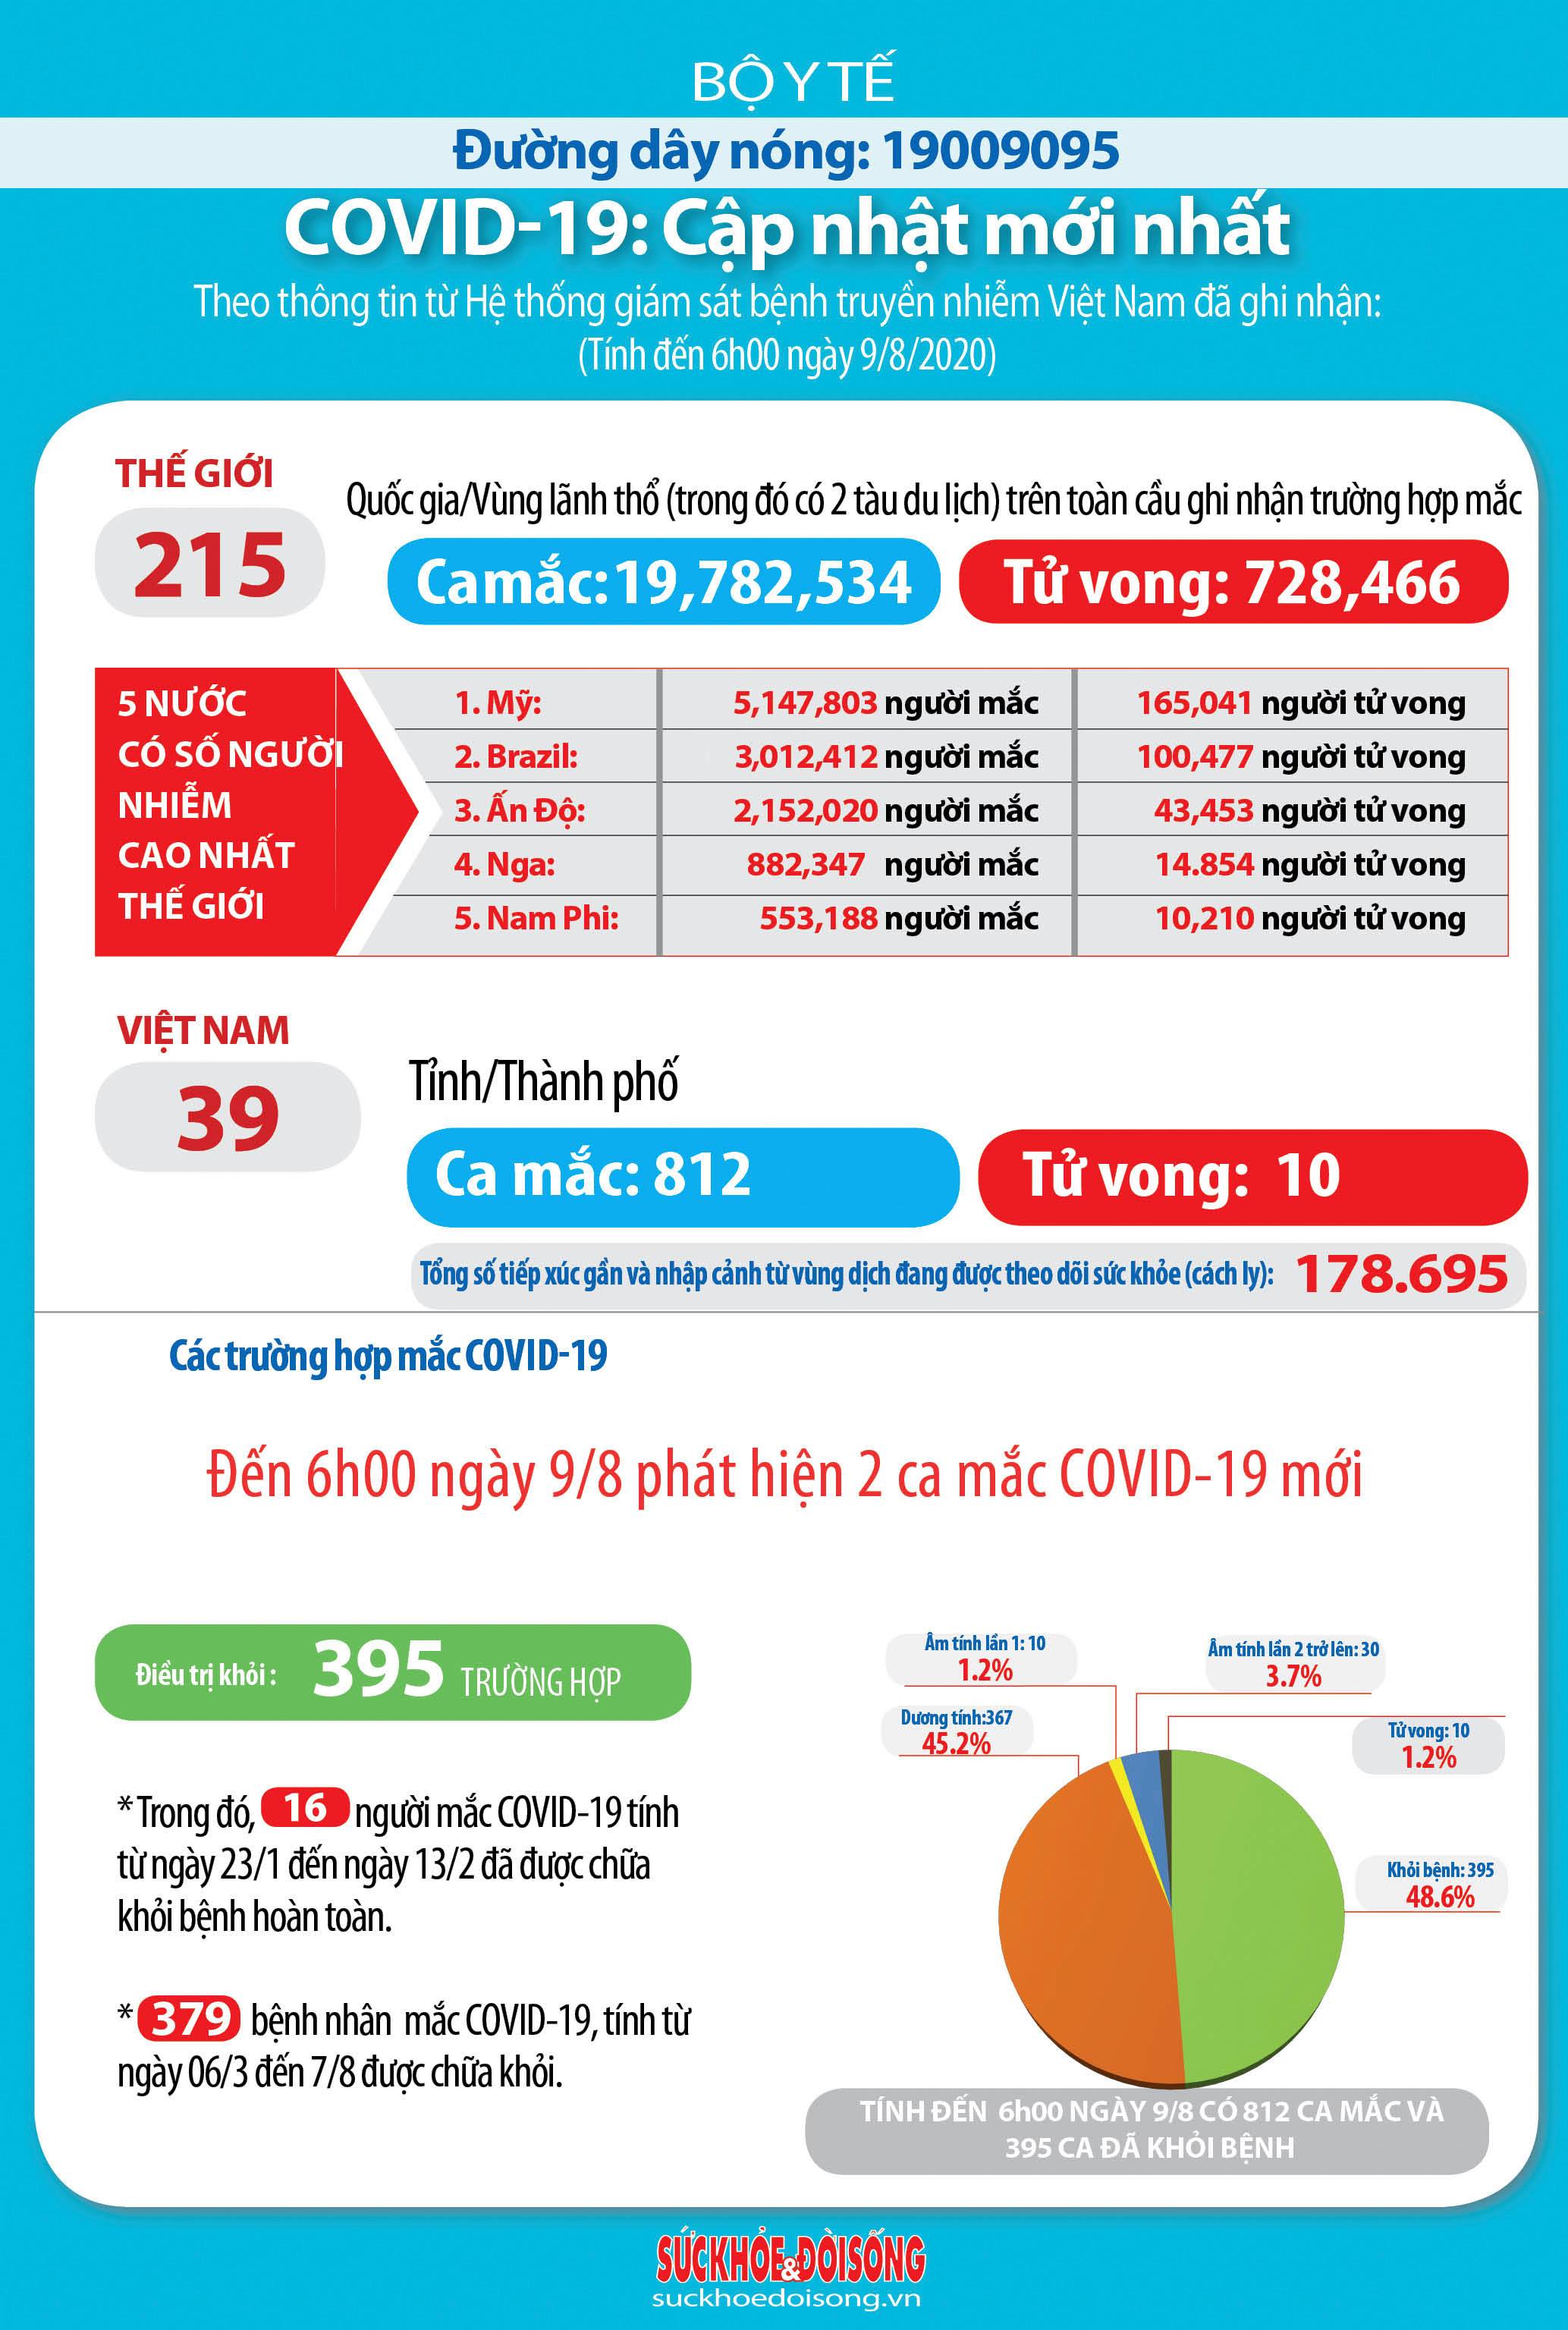 BỘ Y TẾ
Đường dây nóng: 19009095
COVID-19: Cập nhật mới nhất
Theo thông tin từ Hệ thống giám sát bệnh truyền nhiễm Việt Nam đã ghi nhận:
(Tính đến 6h00 ngày 9/8/2020)
THẾ GIỚI
215
Quốc gia/Vùng lãnh thổ (trong đó có 2 tàu du lịch) trên toàn cầu ghi nhận trường hợp mắc
Ca mắc: 19,782,534
Tử vong: 728,466
5 NƯỚC
CÓ SỐ NGƯỜI
NHIỄM
CAO NHẤT
THẾ GIỚI
1. Mỹ: 5,147,803 người mắc 165,041 người tử vong
2. Brazil: 3,012,412 người mắc 100,477 người tử vong
3. Ấn Độ: 2,152,020 người mắc 43,453 người tử vong
4. Nga: 882,347 người mắc 14.854 người tử vong
5. Nam Phi: 553,188 người mắc 10,210 người tử vong
VIỆT NAM
39
Tỉnh/Thành phố
Ca mắc: 812
Tử vong: 10
Tổng số tiếp xúc gần và nhập cảnh từ vùng dịch đang được theo dõi sức khỏe (cách ly): 178.695
Các trường hợp mắc COVID-19
Đến 6h00 ngày 9/8 phát hiện 2 ca mắc COVID-19 mới
Điều trị khỏi : 395 TRƯỜNG HỢP
* Trong đó, 16 người mắc COVID-19 tính
từ ngày 23/1 đến ngày 13/2 đã được chữa
khỏi bệnh hoàn toàn.
* 379 bệnh nhân mắc COVID-19, tính từ
ngày 06/3 đến 7/8 được chữa khỏi.
Âm tính lần 1: 10
1.2%
Âm tính lần 2 trở lên: 30
3.7%
Dương tính:367
45.2%
Tử vong: 10
1.2%
Khỏi bệnh: 395
48.6%
TÍNH ĐẾN 6h00 NGÀY 9/8 CÓ 812 CA MẮC VÀ
395 CA ĐÃ KHỎI BỆNH
SỨC KHỎE & ĐỜI SỐNG
suckhoedoisong.vn